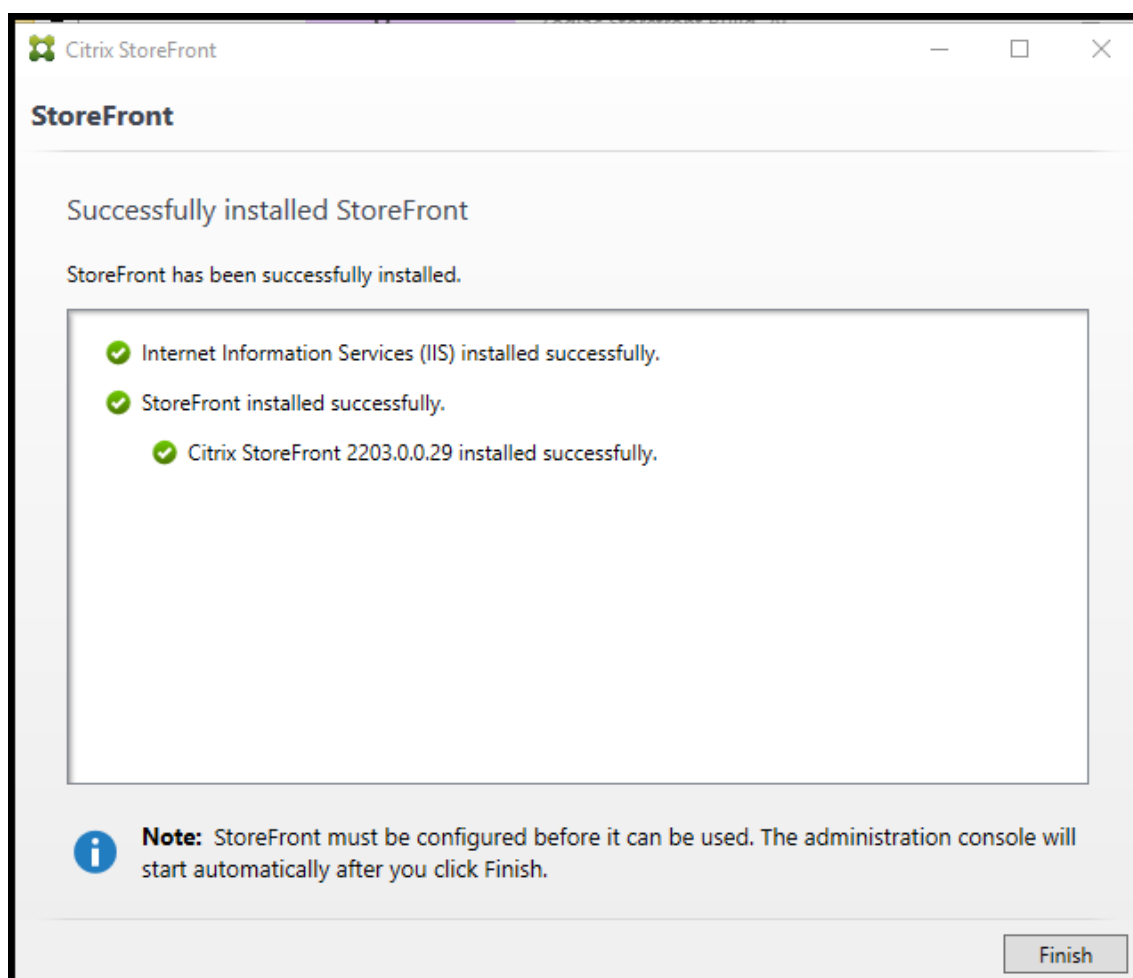 Citrix StoreFront
StoreFront
Successfully installed StoreFront
StoreFront has been successfully installed.
Internet Information Services (IIS) installed successfully.
StoreFront installed successfully.
Citrix StoreFront 2203.0.0.29 installed successfully.
Note: StoreFront must be configured before it can be used. The administration console will
start automatically after you click Finish.
Finish